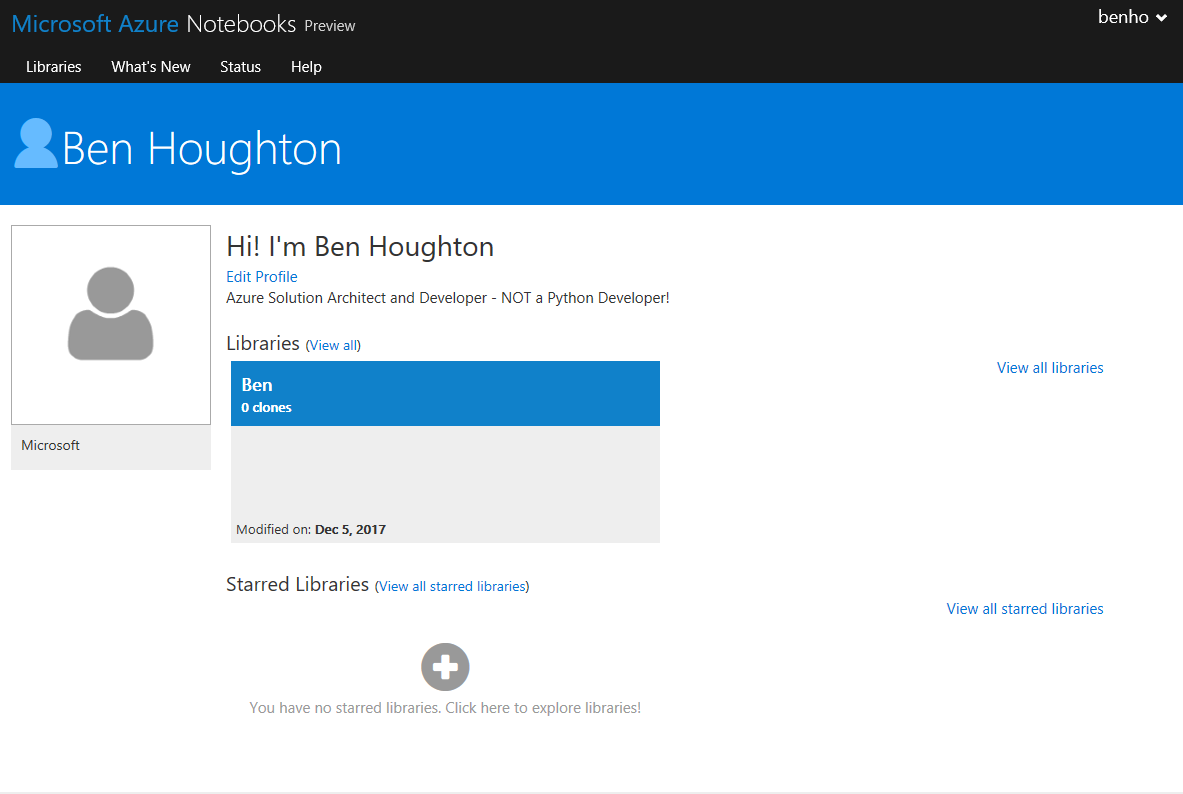 Microsoft Azure Notebooks Preview
benho
Libraries What's New Status Help
Ben Houghton
Hi! I'm Ben Houghton
Edit Profile
Azure Solution Architect and Developer - NOT a Python Developer!
Microsoft
Libraries (View all)
View all libraries
Ben
0 clones
Modified on: Dec 5, 2017
Starred Libraries (View all starred libraries)
View all starred libraries
You have no starred libraries. Click here to explore libraries!